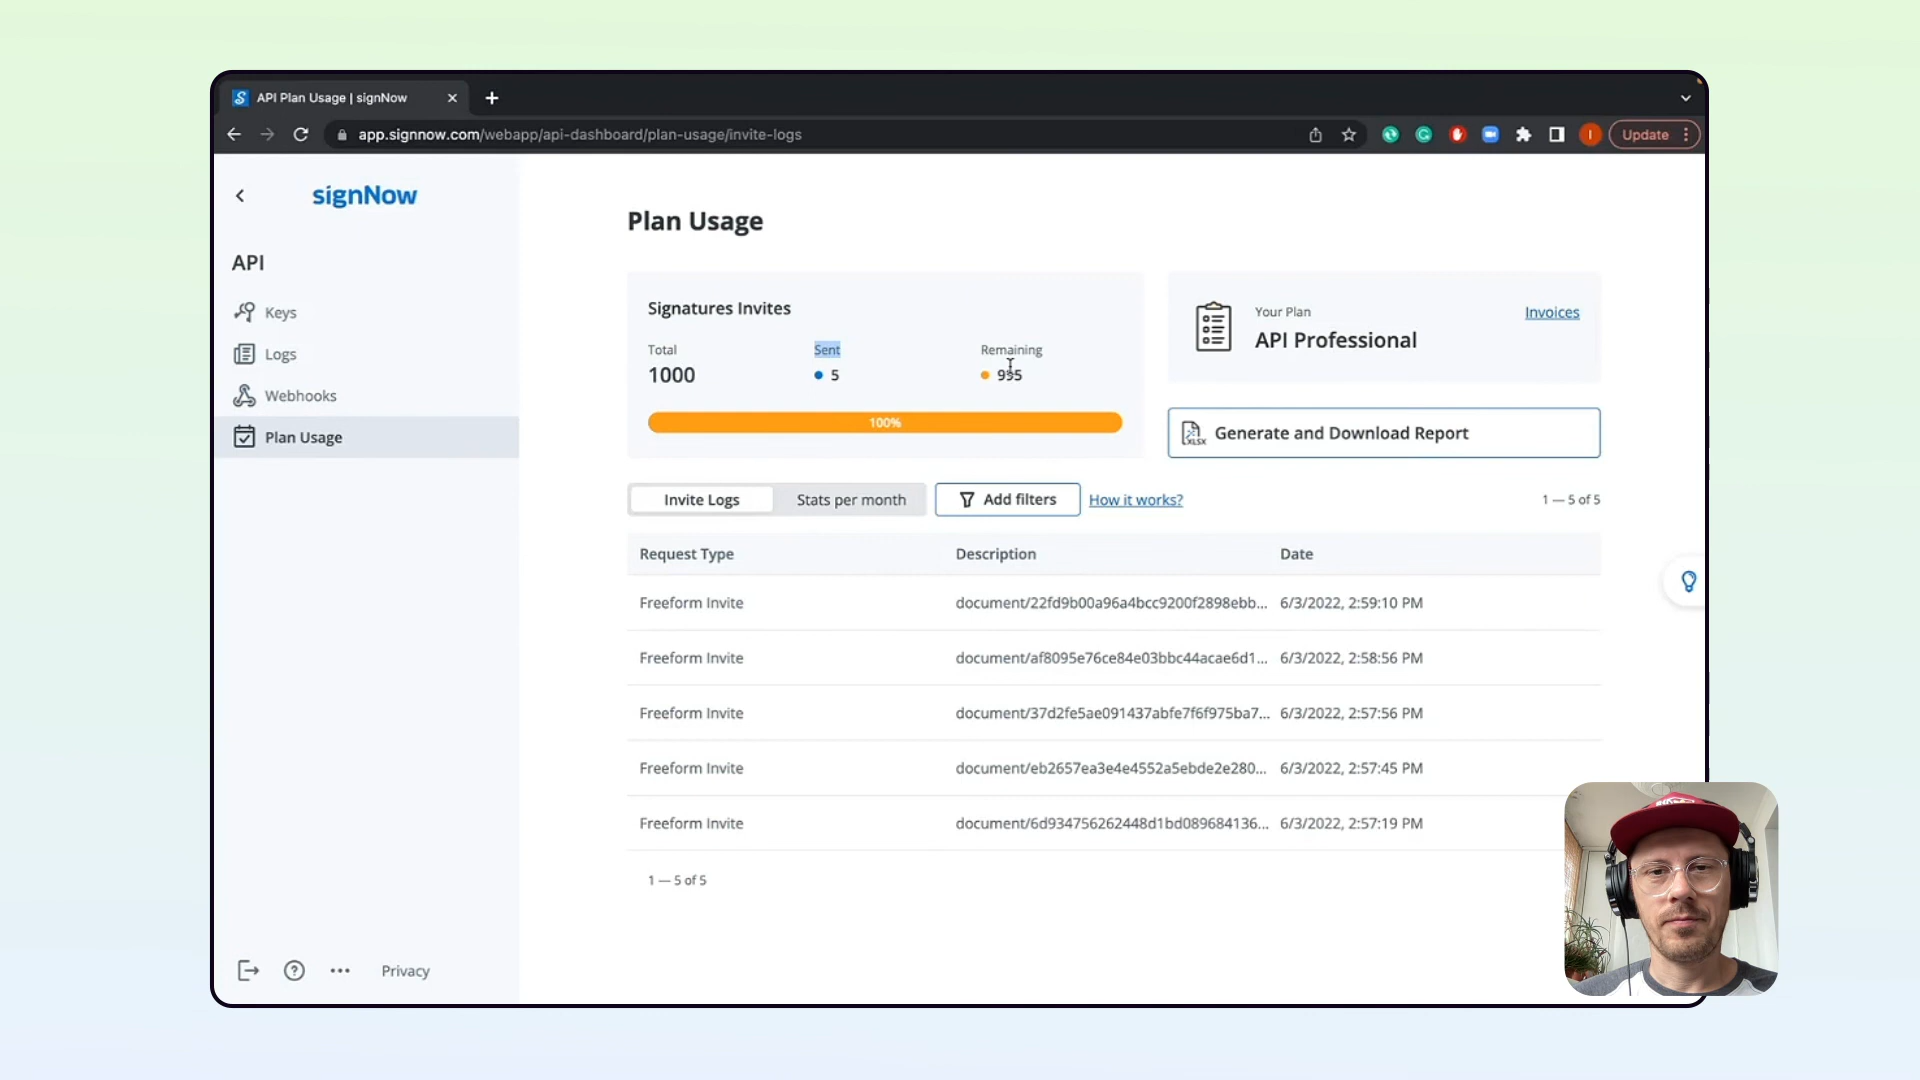 API Plan Usage | signNow
app.signnow.com/webapp/api-dashboard/plan-usage/invite-logs
I
Update
signNow
API
Keys
Logs
Webhooks
Plan Usage
Privacy
Plan Usage
Signatures Invites
Total Sent Remaining
1000 5 995
100%
Your Plan
Invoices
API Professional
XLSX
Generate and Download Report
Invite Logs Stats per month Add filters How it works? 1 — 5 of 5
Request Type Description Date
Freeform Invite document/22fd9b00a96a4bcc9200f2898ebb... 6/3/2022, 2:59:10 PM
Freeform Invite document/af8095e76ce84e03bbc44acae6d1... 6/3/2022, 2:58:56 PM
Freeform Invite document/37d2fe5ae091437abfe7f6f975ba7... 6/3/2022, 2:57:56 PM
Freeform Invite document/eb2657ea3e4e4552a5ebde2e280... 6/3/2022, 2:57:45 PM
Freeform Invite document/6d934756262448d1bd089684136... 6/3/2022, 2:57:19 PM
1 — 5 of 5